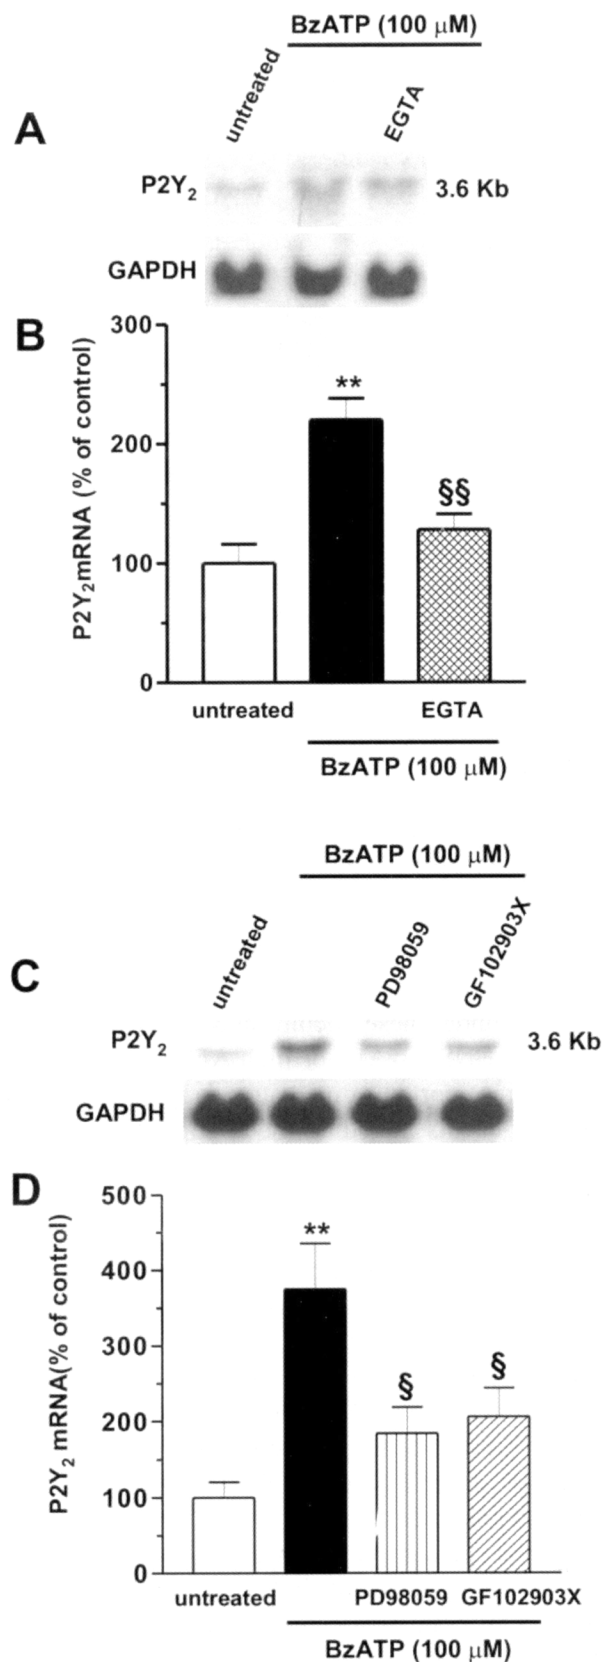 BzATP (100 μM)
untreated
EGTA
A
P2Y2 3.6 Kb
GAPDH
B
300
200
100
0
P2Y2mRNA (% of control)
**
§§
untreated EGTA
BzATP (100 μM)
BzATP (100 μM)
untreated
PD98059
GF102903X
C
P2Y2 3.6 Kb
GAPDH
D
500
400
300
200
100
0
P2Y2 mRNA(% of control)
**
§
§
untreated PD98059 GF102903X
BzATP (100 μM)